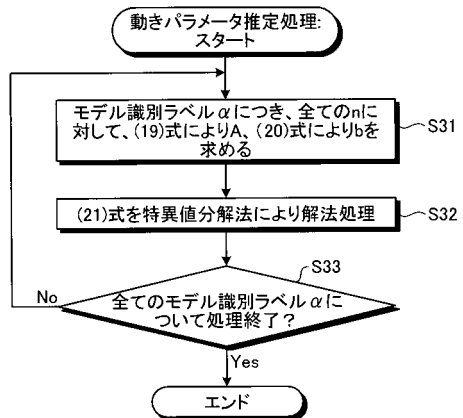 動きパラメータ推定処理:
スタート
モデル識別ラベルαにつき、全てのnに
対して、(19)式によりA、(20)式によりbを
求める
S31
(21)式を特異値分解法により解法処理
S32
S33
全てのモデル識別ラベルαに
ついて処理終了?
No
Yes
エンド